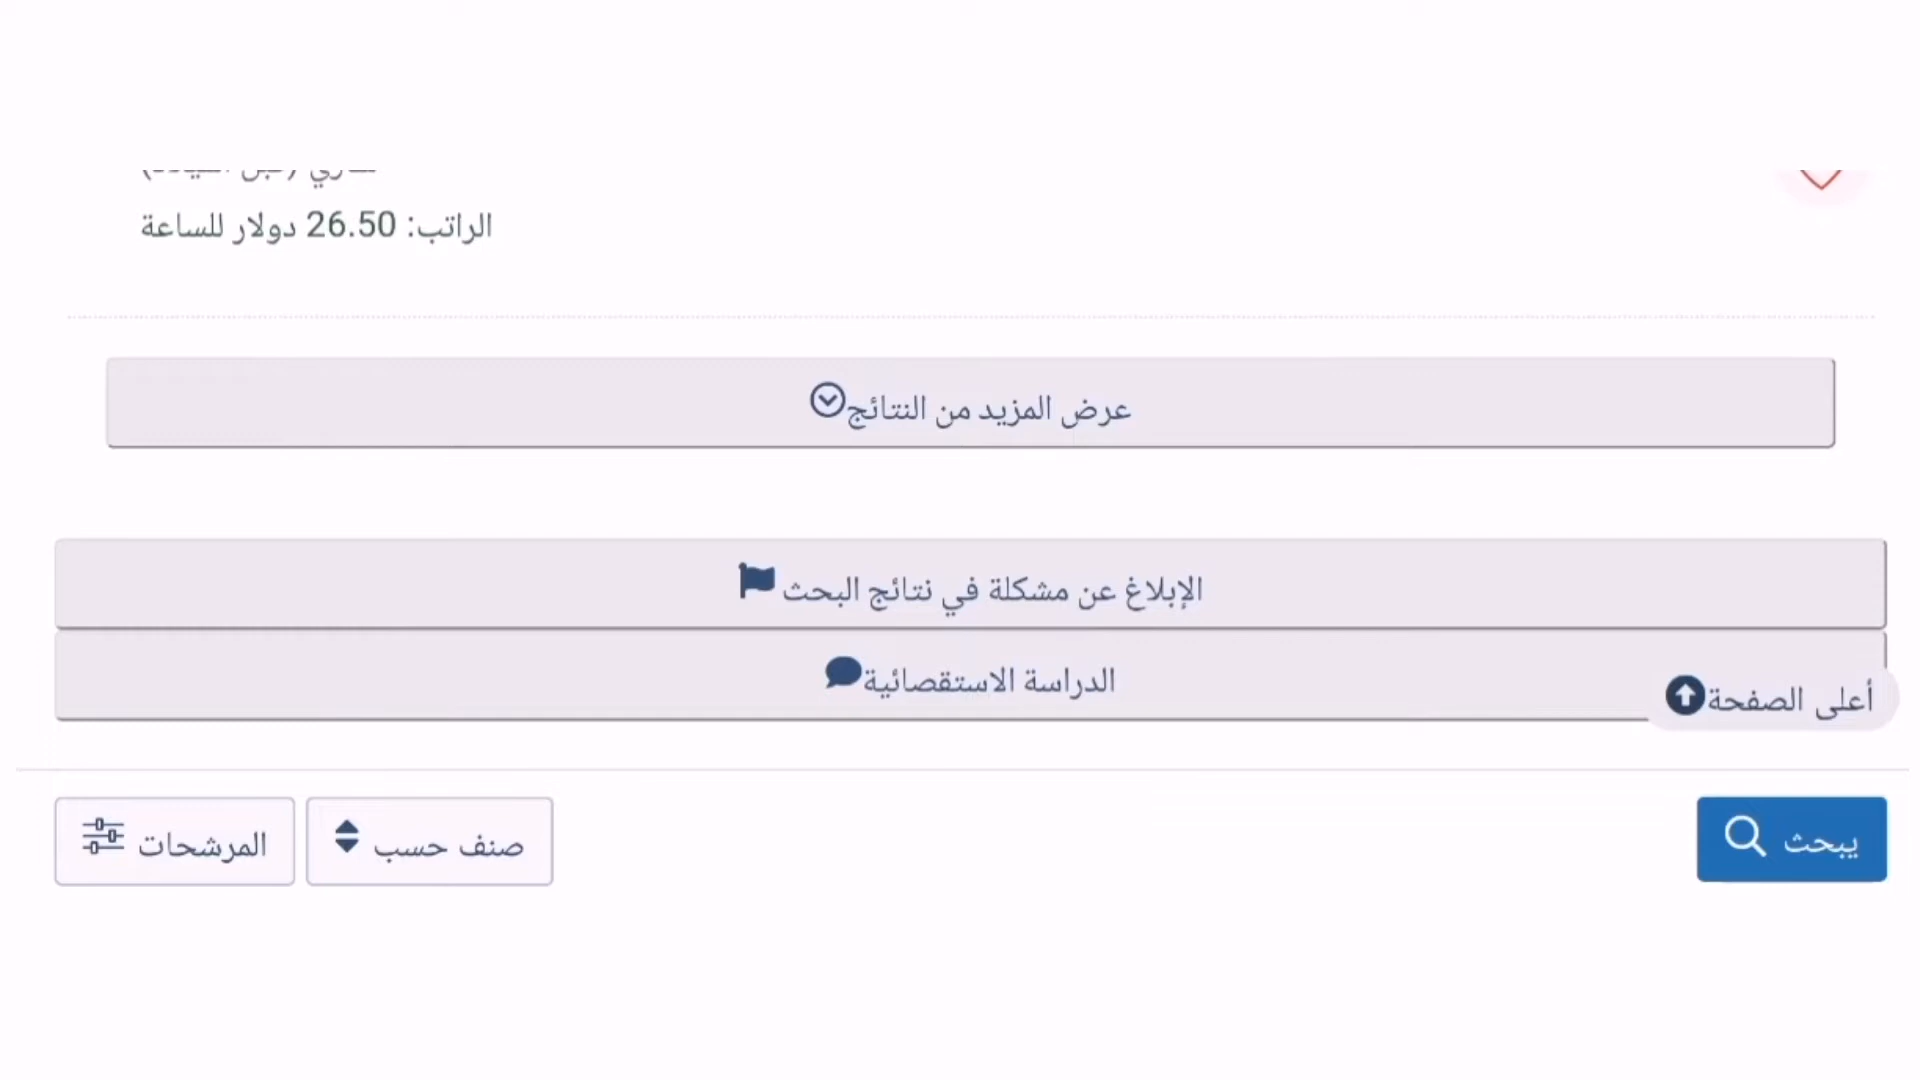 الراتب: 26.50 دولار للساعة
عرض المزيد من النتائج
الإبلاغ عن مشكلة في نتائج البحث
الدراسة الاستقصائية
أعلى الصفحة
يبحث
صنف حسب
المرشحات